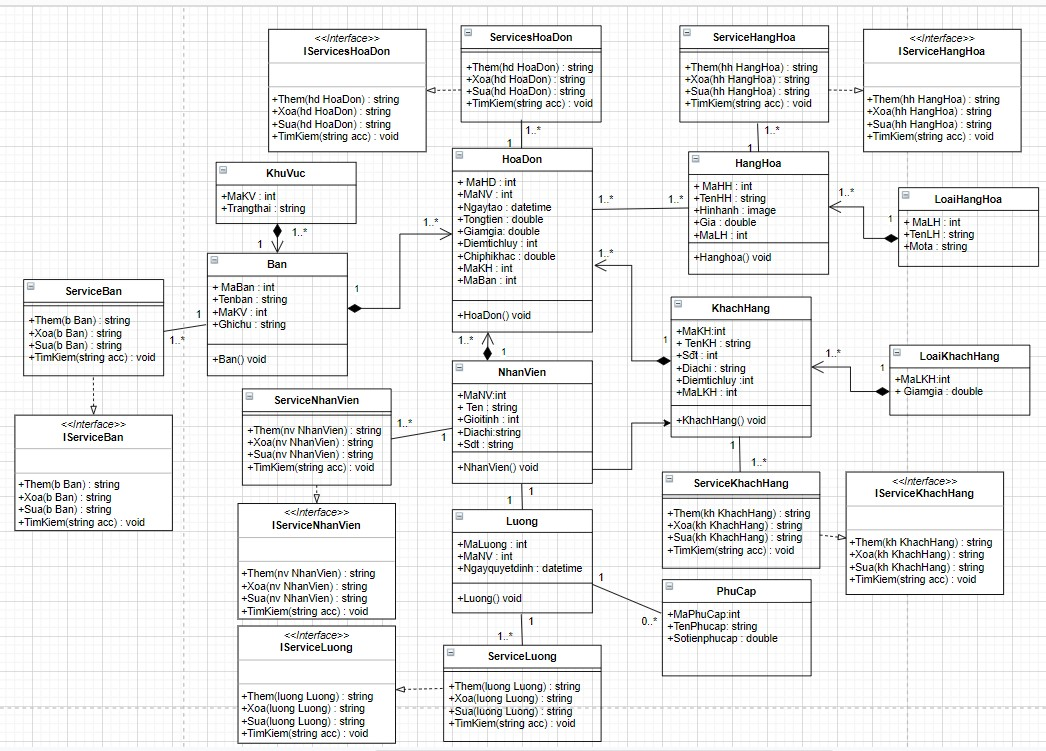 <<Interface>>
IServicesHoaDon
+Them(hd HoaDon) : string
+Xoa(hd HoaDon) : string
+Sua(hd HoaDon) : string
+TimKiem(string acc) : void
ServicesHoaDon
+Them(hd HoaDon) : string
+Xoa(hd HoaDon) : string
+Sua(hd HoaDon) : string
+TimKiem(string acc) : void
1..*
1
ServiceHangHoa
+Them(hh HangHoa) : string
+Xoa(hh HangHoa) : string
+Sua(hh HangHoa) : string
+TimKiem(string acc) : void
1..*
1
<<Interface>>
IServiceHangHoa
+Them(hh HangHoa) : string
+Xoa(hh HangHoa) : string
+Sua(hh HangHoa) : string
+TimKiem(string acc) : void
KhuVuc
+MaKV : int
+Trangthai : string
1..*
1
HoaDon
+ MaHD : int
+MaNV : int
+Ngaytao : datetime
+Tongtien : double
+Giamgia: double
+Diemtichluy : int
+Chiphikhac : double
+MaKH : int
+MaBan : int
+HoaDon() void
1..*
1..*
HangHoa
+ MaHH : int
+TenHH : string
+Hinhanh : image
+Gia : double
+MaLH : int
+Hanghoa() : void
1..*
1
LoaiHangHoa
+ MaLH : int
+TenLH : string
+Mota : string
Ban
+ MaBan : int
+Tenban : string
+MaKV : int
+Ghichu : string
+Ban() void
1
1..*
ServiceBan
+Them(b Ban) : string
+Xoa(b Ban) : string
+Sua(b Ban) : string
+TimKiem(string acc) : void
1
1..*
<<Interface>>
IServiceBan
+Them(b Ban) : string
+Xoa(b Ban) : string
+Sua(b Ban) : string
+TimKiem(string acc) : void
1..*
1
KhachHang
+MaKH:int
+ TenKH : string
+Sđt : int
+Diachi : string
+Diemtichluy :int
+MaLKH : int
+KhachHang() void
1..*
1
LoaiKhachHang
+MaLKH:int
+ Giamgia : double
1..*
1
NhanVien
+MaNV:int
+ Ten : string
+Gioitinh : int
+Diachi:string
+Sdt : string
+NhanVien() void
ServiceNhanVien
+Them(nv NhanVien) : string
+Xoa(nv NhanVien) : string
+Sua(nv NhanVien) : string
+TimKiem(string acc) : void
1..*
1
<<Interface>>
IServiceNhanVien
+Them(nv NhanVien) : string
+Xoa(nv NhanVien) : string
+Sua(nv NhanVien) : string
+TimKiem(string acc) : void
1
1..*
ServiceKhachHang
+Them(kh KhachHang) : string
+Xoa(kh KhachHang) : string
+Sua(kh KhachHang) : string
+TimKiem(string acc) : void
<<Interface>>
IServiceKhachHang
+Them(kh KhachHang) : string
+Xoa(kh KhachHang) : string
+Sua(kh KhachHang) : string
+TimKiem(string acc) : void
1
1
Luong
+MaLuong : int
+MaNV : int
+Ngayquyetdinh : datetime
+Luong() void
1
0..*
PhuCap
+MaPhuCap:int
+TenPhucap: string
+Sotienphucap : double
1
1..*
<<Interface>>
IServiceLuong
+Them(luong Luong) : string
+Xoa(luong Luong) : string
+Sua(luong Luong) : string
+TimKiem(string acc) : void
ServiceLuong
+Them(luong Luong) : string
+Xoa(luong Luong) : string
+Sua(luong Luong) : string
+TimKiem(string acc) : void